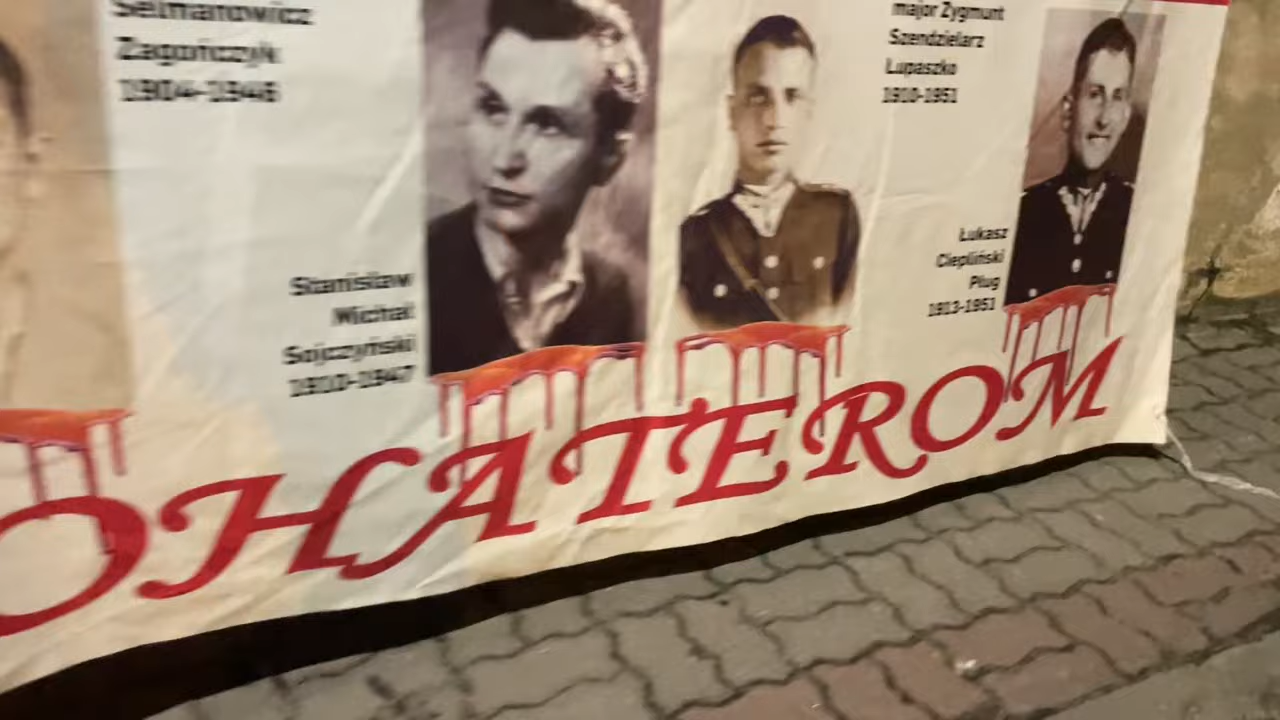 Selmanowicz
Zagończyk
1904-1946
Stanisław
Michał
Sojczyński
1910-1947
major Zygmunt
Szendzielarz
Łupaszko
1910-1951
Łukasz
Ciepliński
Pług
1913-1951
OHATEROM